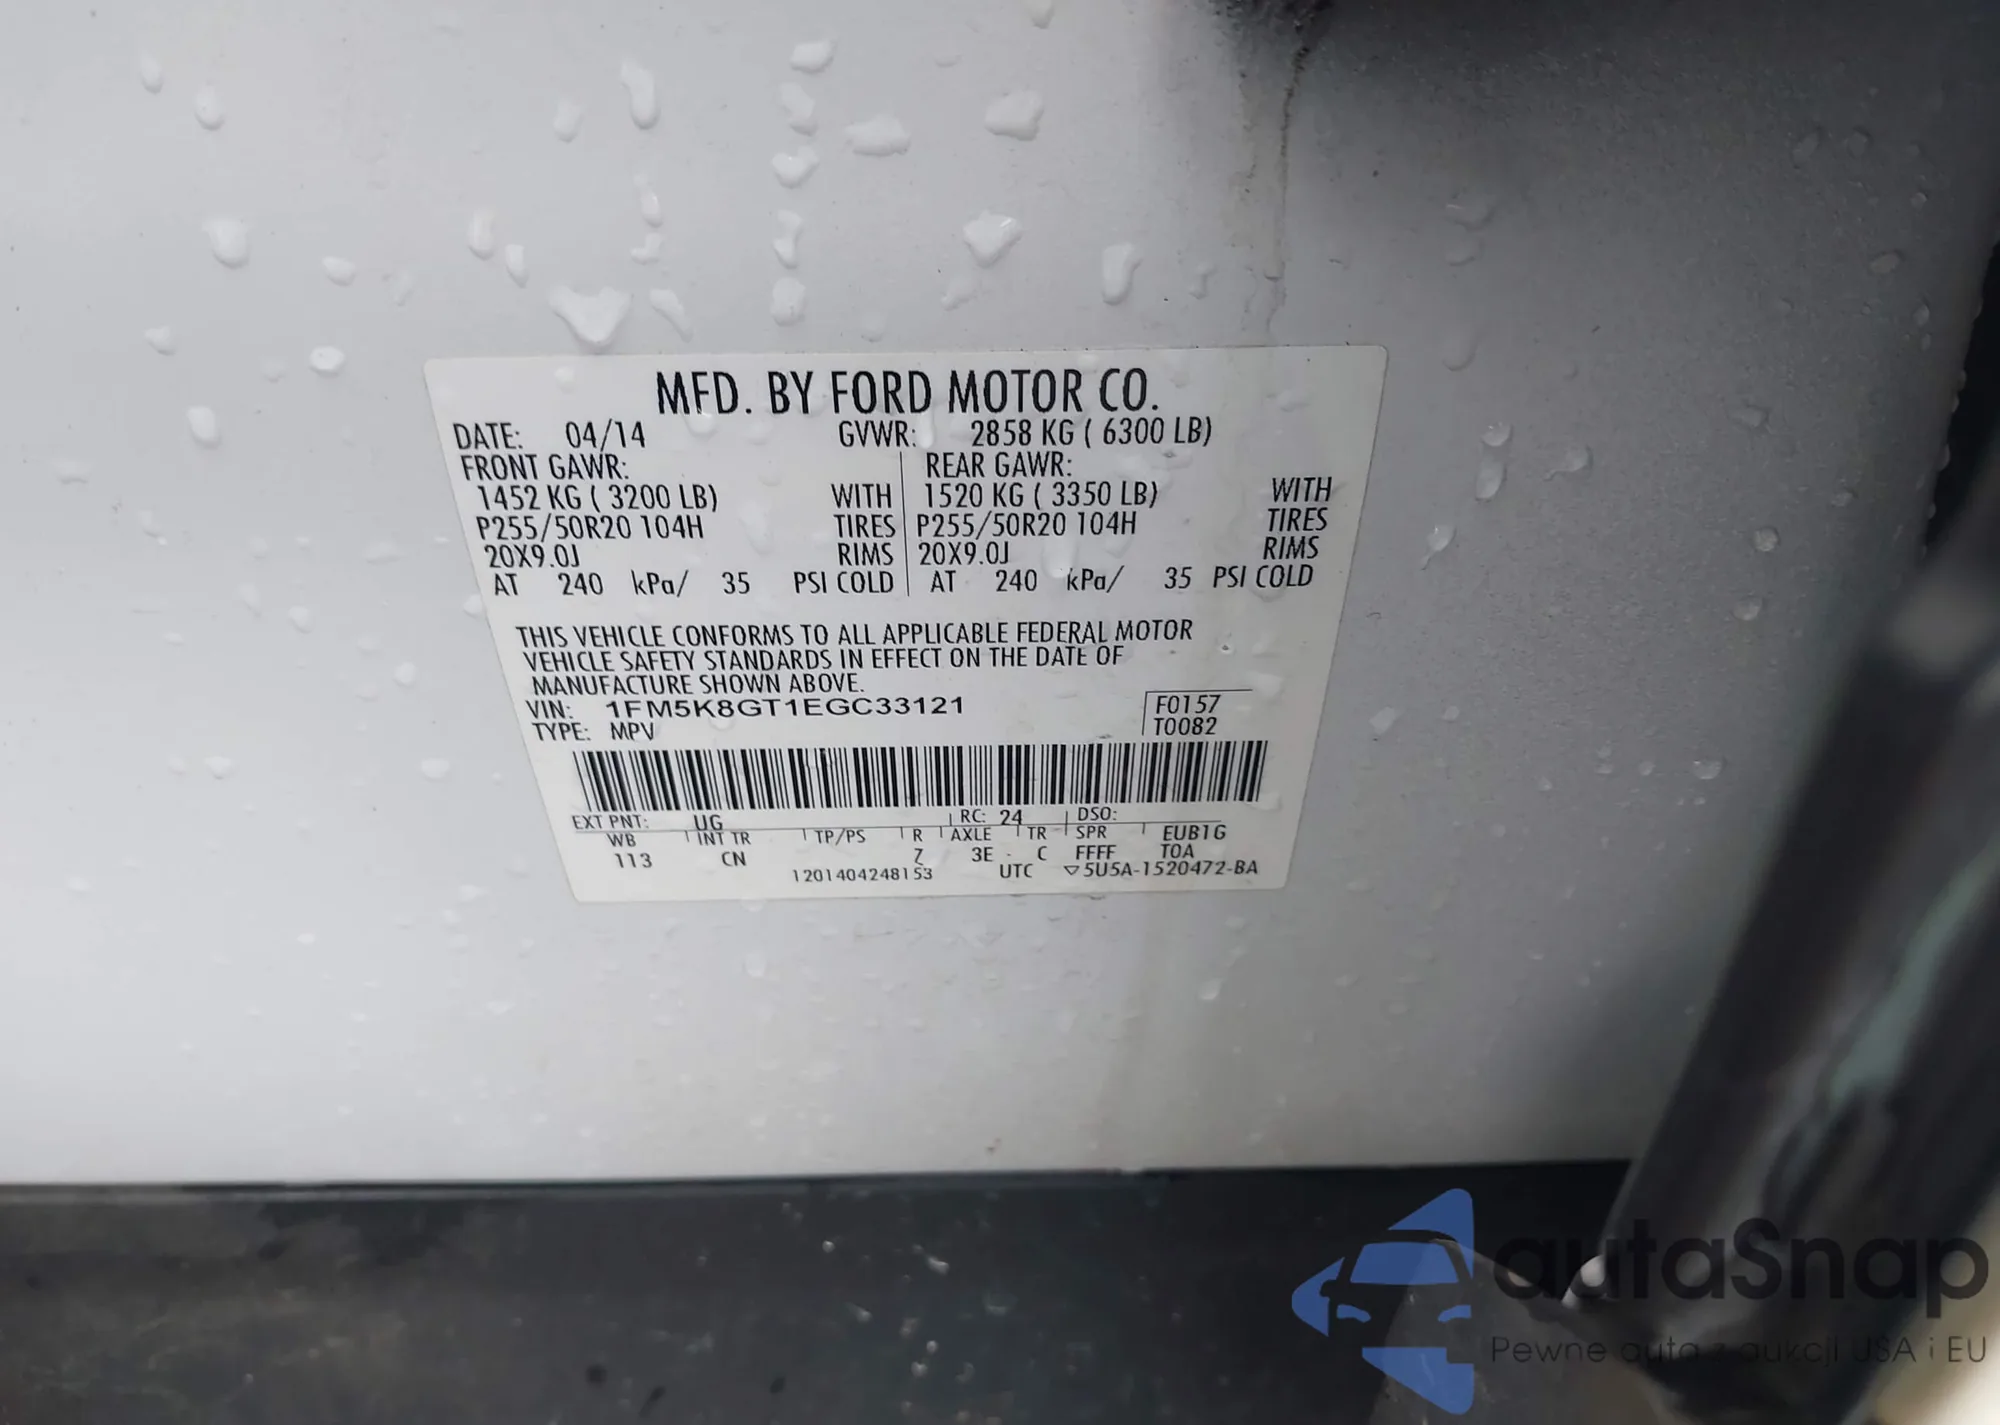 MFD. BY FORD MOTOR CO.
DATE: 04/14 GVWR: 2858 KG ( 6300 LB)
FRONT GAWR: REAR GAWR:
1452 KG ( 3200 LB) WITH 1520 KG ( 3350 LB) WITH
P255/50R20 104H TIRES P255/50R20 104H TIRES
20X9.0J RIMS 20X9.0J RIMS
AT 240 kPa/ 35 PSI COLD AT 240 kPa/ 35 PSI COLD
THIS VEHICLE CONFORMS TO ALL APPLICABLE FEDERAL MOTOR
VEHICLE SAFETY STANDARDS IN EFFECT ON THE DATE OF
MANUFACTURE SHOWN ABOVE.
VIN: 1FM5K8GT1EGC33121 F0157
TYPE: MPV T0082
EXT PNT: UG RC: 24 DSO:
WB INT TR TP/PS R AXLE TR SPR EUB1G
113 CN Z 3E C FFFF TOA
1201404248153 UTC ▽5U5A-1520472-BA
autaSnap
Pewne auta z aukcji USA i EU